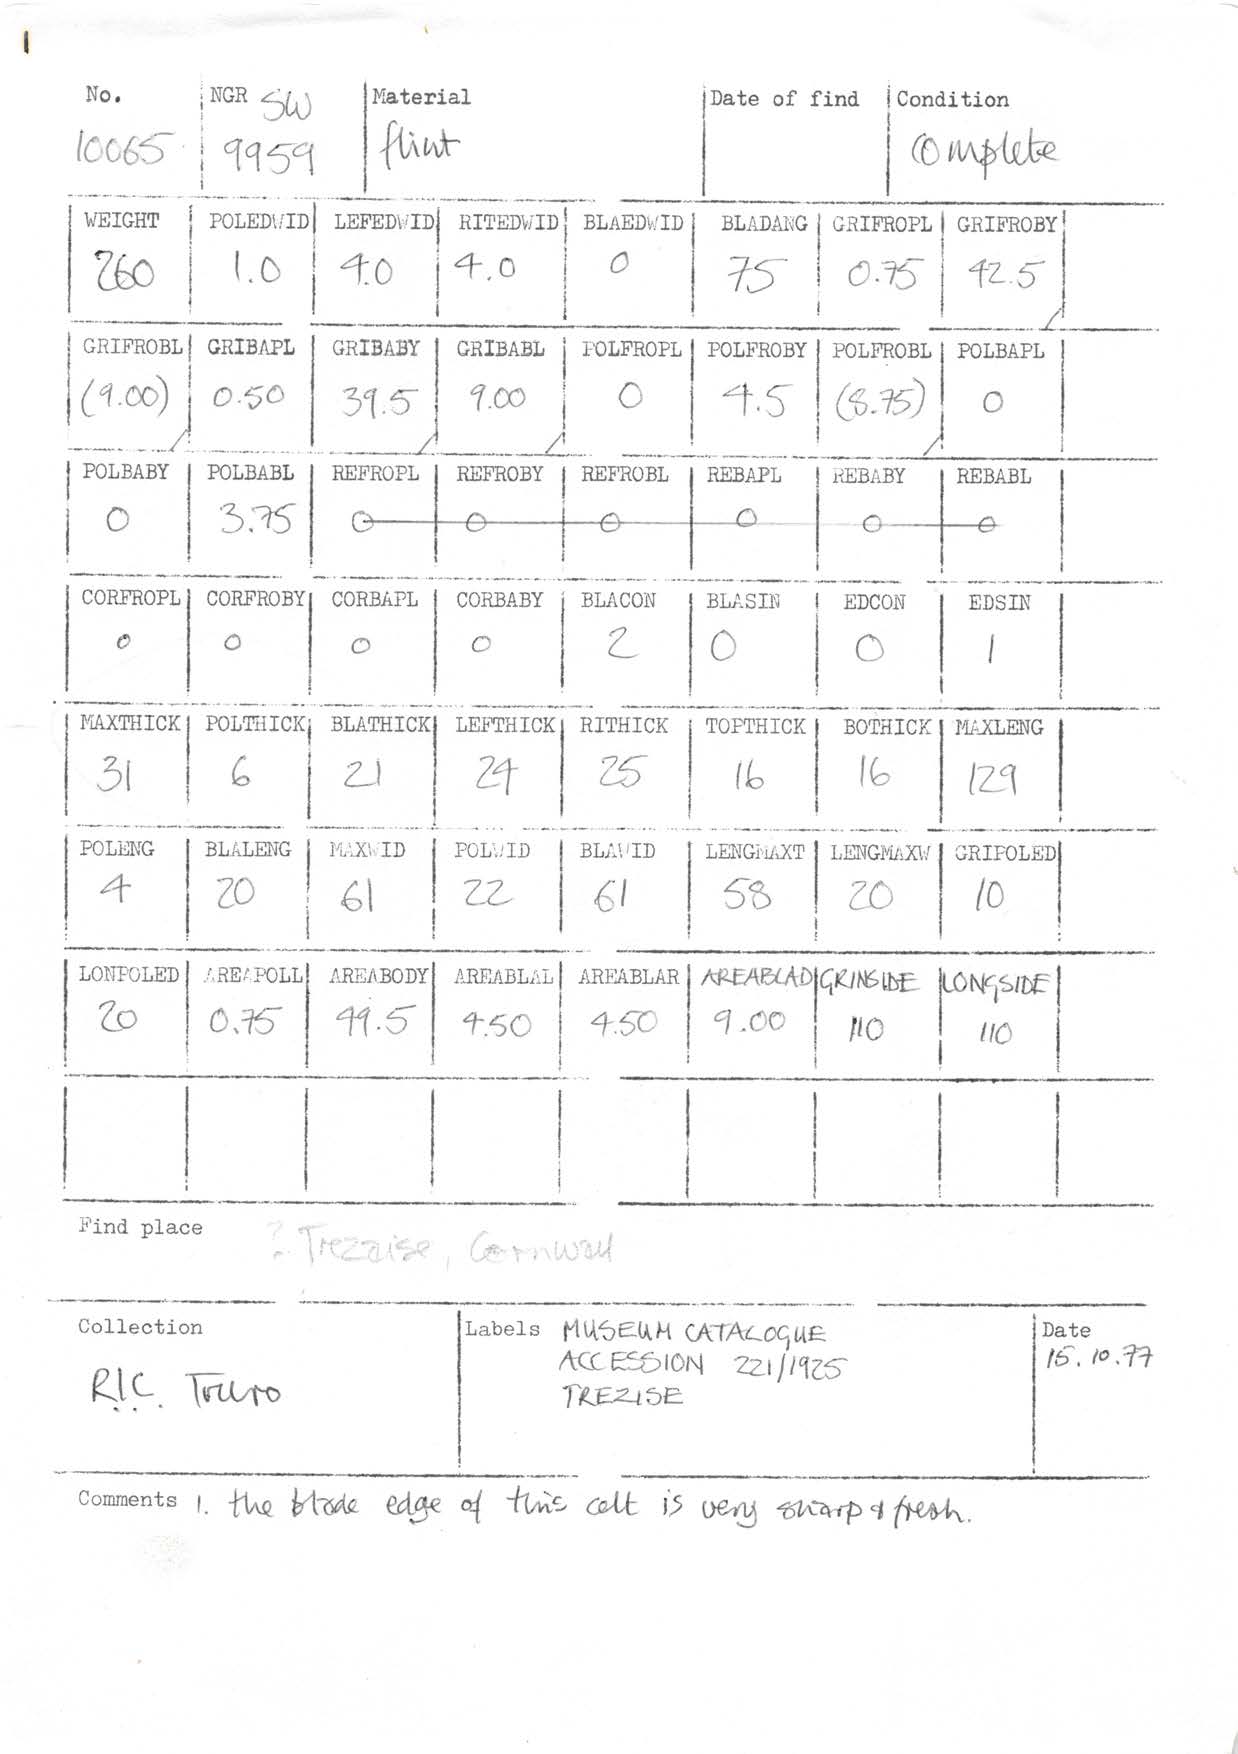 No. NGR SW Material Date of find Condition
10065 9959 flint complete
WEIGHT POLEDWID LEFEDWID RITEDWID BLAEDWID BLADANG GRIFROPL GRIFROBY
260 1.0 4.0 4.0 0 75 0.75 42.5
GRIFROBL GRIBAPL GRIBABY GRIBABL POLFROPL POLFROBY POLFROBL POLBAPL
(9.00) 0.50 39.5 9.00 0 4.5 (8.75) 0
POLBABY POLBABL REFROPL REFROBY REFROBL REBAPL REBABY REBABL
0 3.75 0 0 0 0 0 0
CORFROPL CORFROBY CORBAPL CORBABY BLACON BLASIN EDCON EDSIN
0 0 0 0 2 0 0 1
MAXTHICK POLTHICK BLATHICK LEFTHICK RITHICK TOPTHICK BOTHICK MAXLENG
31 6 21 24 25 16 16 129
POLENG BLALENG MAXWID POLWID BLAWID LENGMAXT LENGMAXW GRIPOLED
4 20 61 22 61 58 20 10
LONPOLED AREAPOLL AREABODY AREABLAL AREABLAR AREABLAD GRINSIDE LONGSIDE
20 0.75 49.5 4.50 4.50 9.00 110 110
Find place ? Trezaise, Cornwall
Collection Labels MUSEUM CATALOGUE Date
ACCESSION 221/1925 15.10.77
R.I.C. Truro TREZISE
Comments 1. the blade edge of this celt is very sharp & fresh.